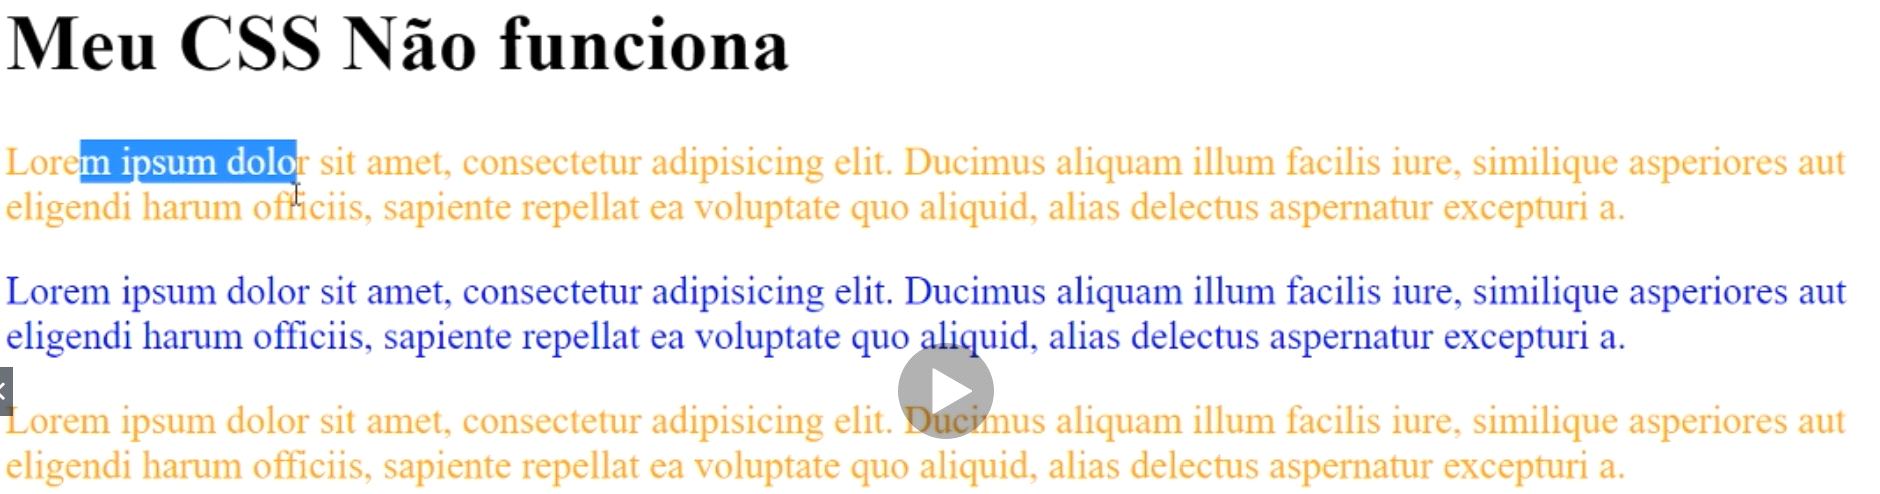 Meu CSS Não funciona
Lorem ipsum dolor sit amet, consectetur adipisicing elit. Ducimus aliquam illum facilis iure, similique asperiores aut
eligendi harum officiis, sapiente repellat ea voluptate quo aliquid, alias delectus aspernatur excepturi a.
Lorem ipsum dolor sit amet, consectetur adipisicing elit. Ducimus aliquam illum facilis iure, similique asperiores aut
eligendi harum officiis, sapiente repellat ea voluptate quo aliquid, alias delectus aspernatur excepturi a.
Lorem ipsum dolor sit amet, consectetur adipisicing elit. Ducimus aliquam illum facilis iure, similique asperiores aut
eligendi harum officiis, sapiente repellat ea voluptate quo aliquid, alias delectus aspernatur excepturi a.